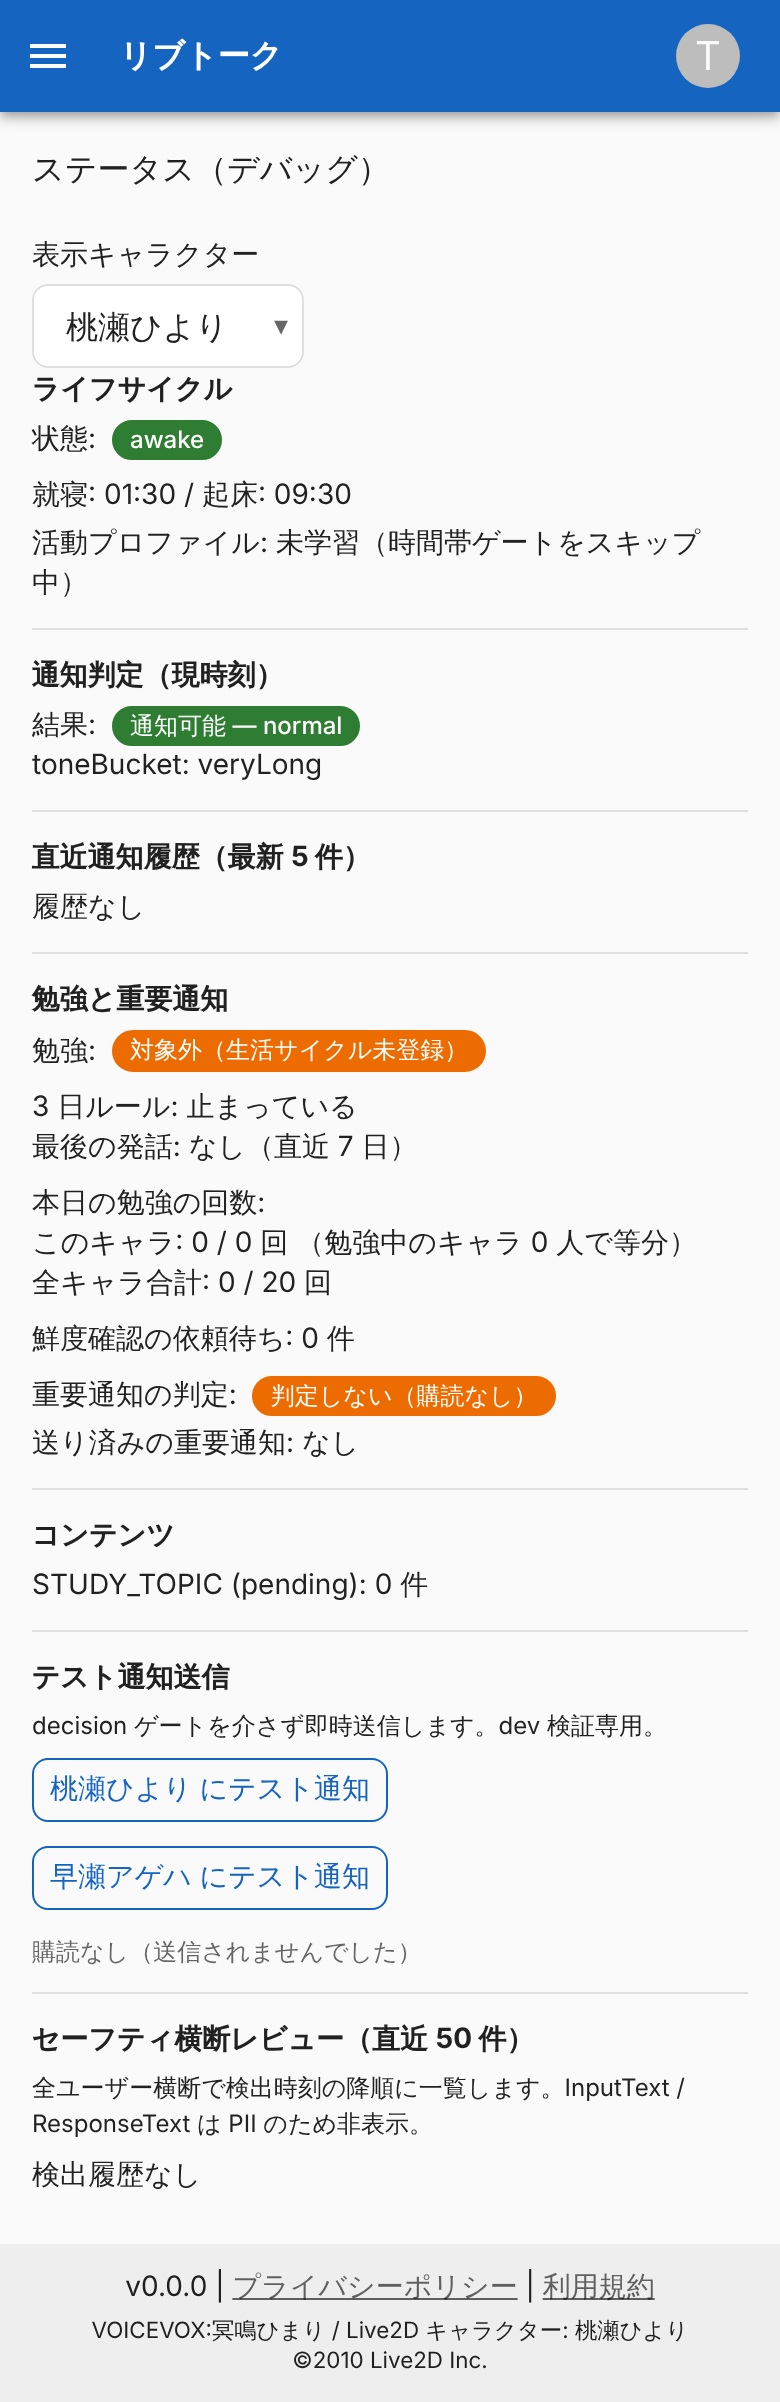 リブトーク
T
ステータス（デバッグ）
表示キャラクター
桃瀬ひより ▼
ライフサイクル
状態: awake
就寝: 01:30 / 起床: 09:30
活動プロファイル: 未学習（時間帯ゲートをスキップ
中）
通知判定（現時刻）
結果: 通知可能 — normal
toneBucket: veryLong
直近通知履歴（最新 5 件）
履歴なし
勉強と重要通知
勉強: 対象外（生活サイクル未登録）
3 日ルール: 止まっている
最後の発話: なし（直近 7 日）
本日の勉強の回数:
このキャラ: 0 / 0 回 （勉強中のキャラ 0 人で等分）
全キャラ合計: 0 / 20 回
鮮度確認の依頼待ち: 0 件
重要通知の判定: 判定しない（購読なし）
送り済みの重要通知: なし
コンテンツ
STUDY_TOPIC (pending): 0 件
テスト通知送信
decision ゲートを介さず即時送信します。dev 検証専用。
桃瀬ひより にテスト通知
早瀬アゲハ にテスト通知
購読なし（送信されませんでした）
セーフティ横断レビュー（直近 50 件）
全ユーザー横断で検出時刻の降順に一覧します。InputText /
ResponseText は PII のため非表示。
検出履歴なし
v0.0.0 | プライバシーポリシー | 利用規約
VOICEVOX:冥鳴ひまり / Live2D キャラクター: 桃瀬ひより
©2010 Live2D Inc.